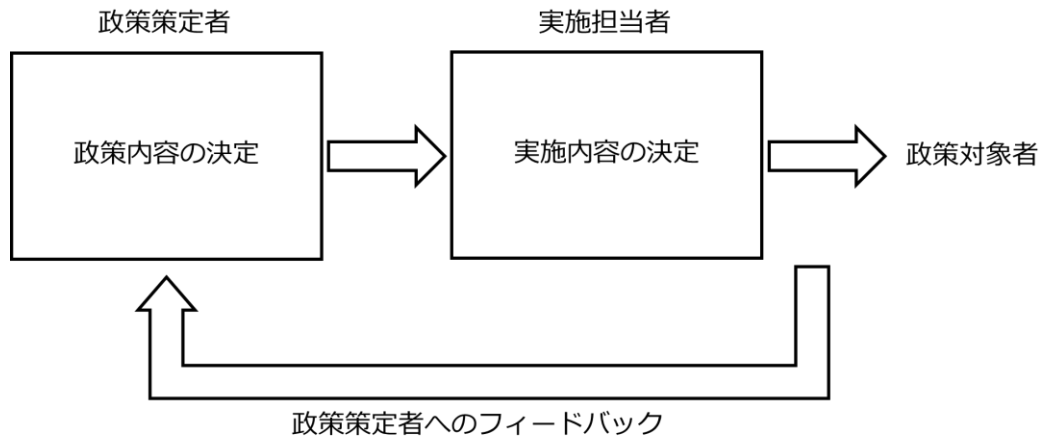 政策策定者
実施担当者
政策内容の決定
実施内容の決定
政策対象者
政策策定者へのフィードバック